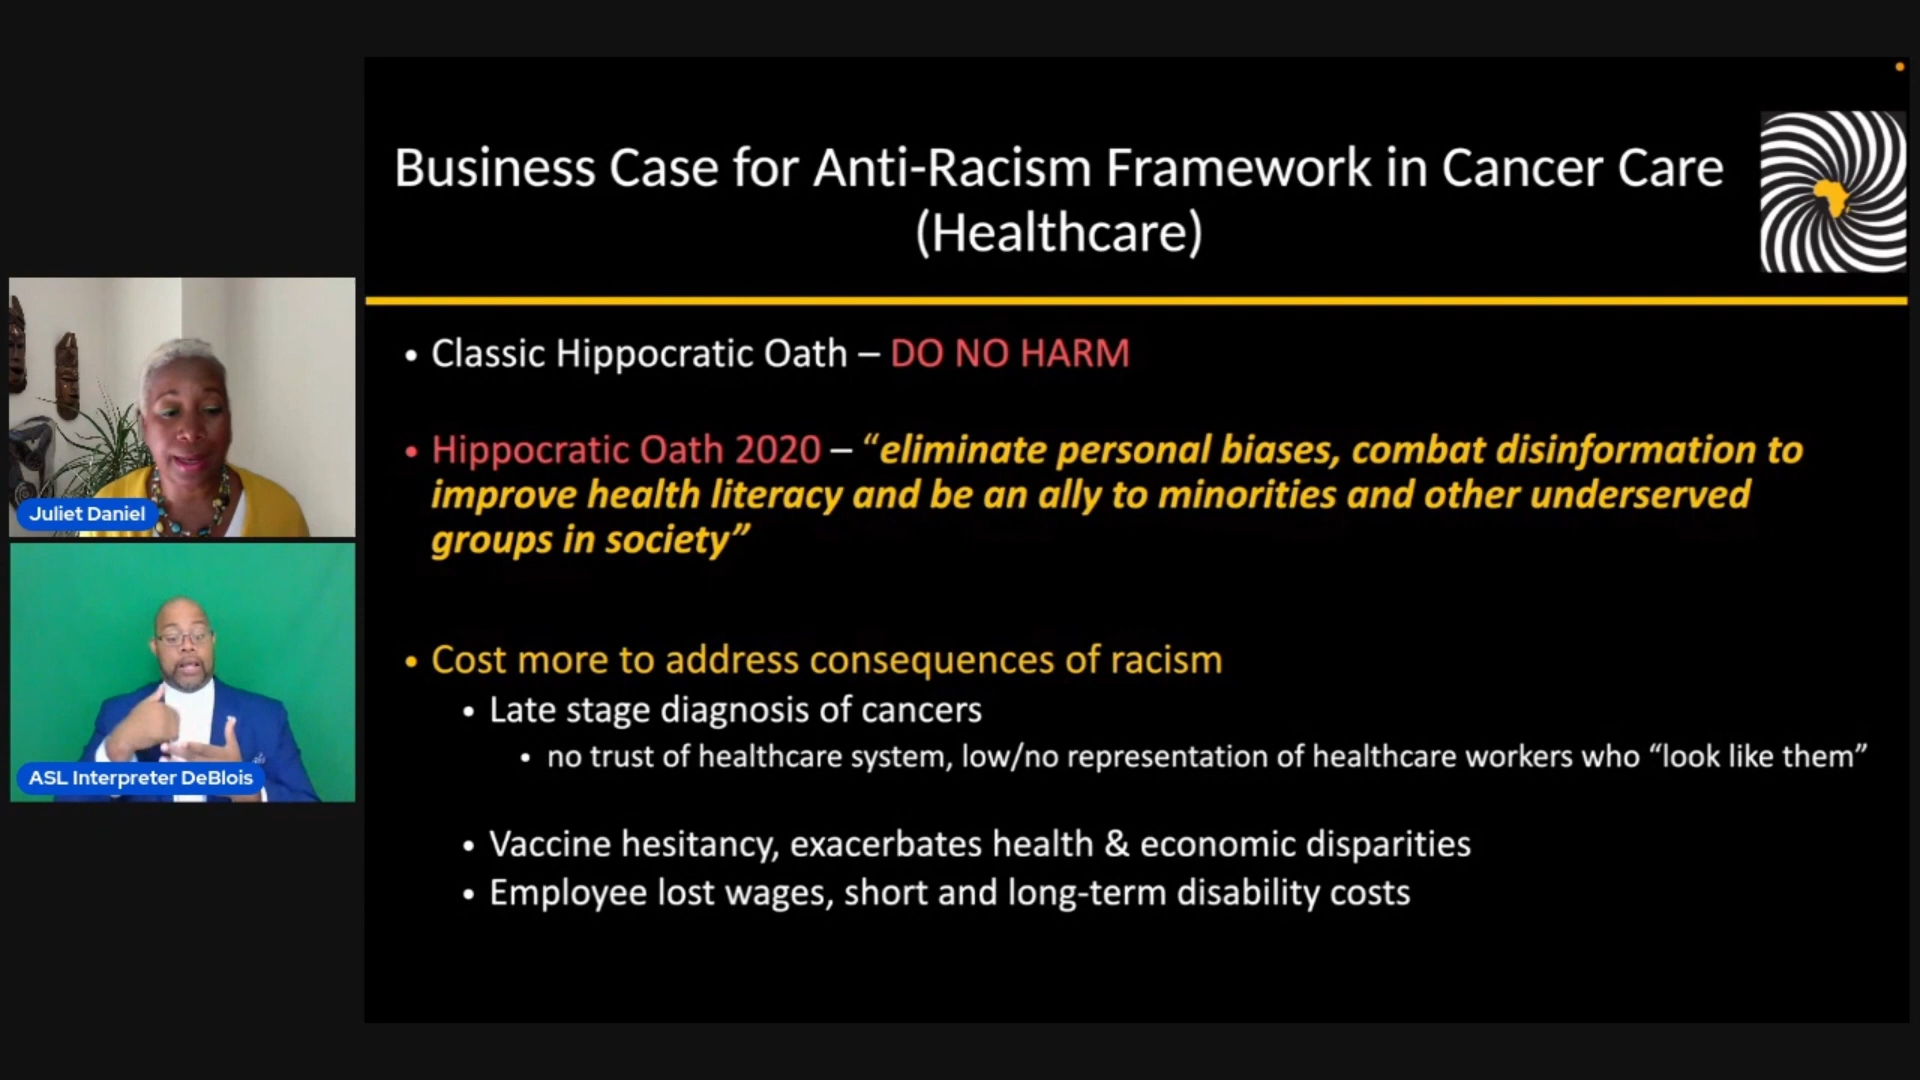 Business Case for Anti-Racism Framework in Cancer Care
(Healthcare)
• Classic Hippocratic Oath – DO NO HARM
• Hippocratic Oath 2020 – “eliminate personal biases, combat disinformation to
improve health literacy and be an ally to minorities and other underserved
groups in society”
• Cost more to address consequences of racism
• Late stage diagnosis of cancers
• no trust of healthcare system, low/no representation of healthcare workers who “look like them”
• Vaccine hesitancy, exacerbates health & economic disparities
• Employee lost wages, short and long-term disability costs
Juliet Daniel
ASL Interpreter DeBlois